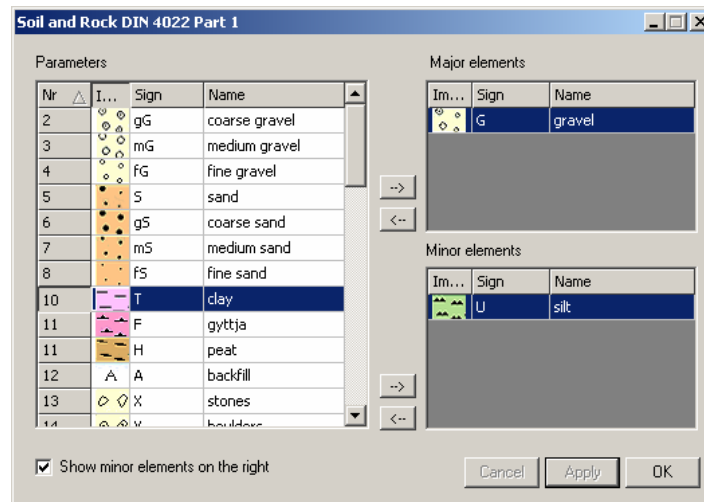 Soil and Rock DIN 4022 Part 1
Parameters
Nr I... Sign Name
2 gG coarse gravel
3 mG medium gravel
4 fG fine gravel
5 S sand
6 gS coarse sand
7 mS medium sand
8 fS fine sand
10 T clay
11 F gyttja
11 H peat
12 A A backfill
13 X stones
14 Y boulders
Major elements
Im... Sign Name
G gravel
Minor elements
Im... Sign Name
U silt
-->
<--
-->
<--
Show minor elements on the right
Cancel Apply OK